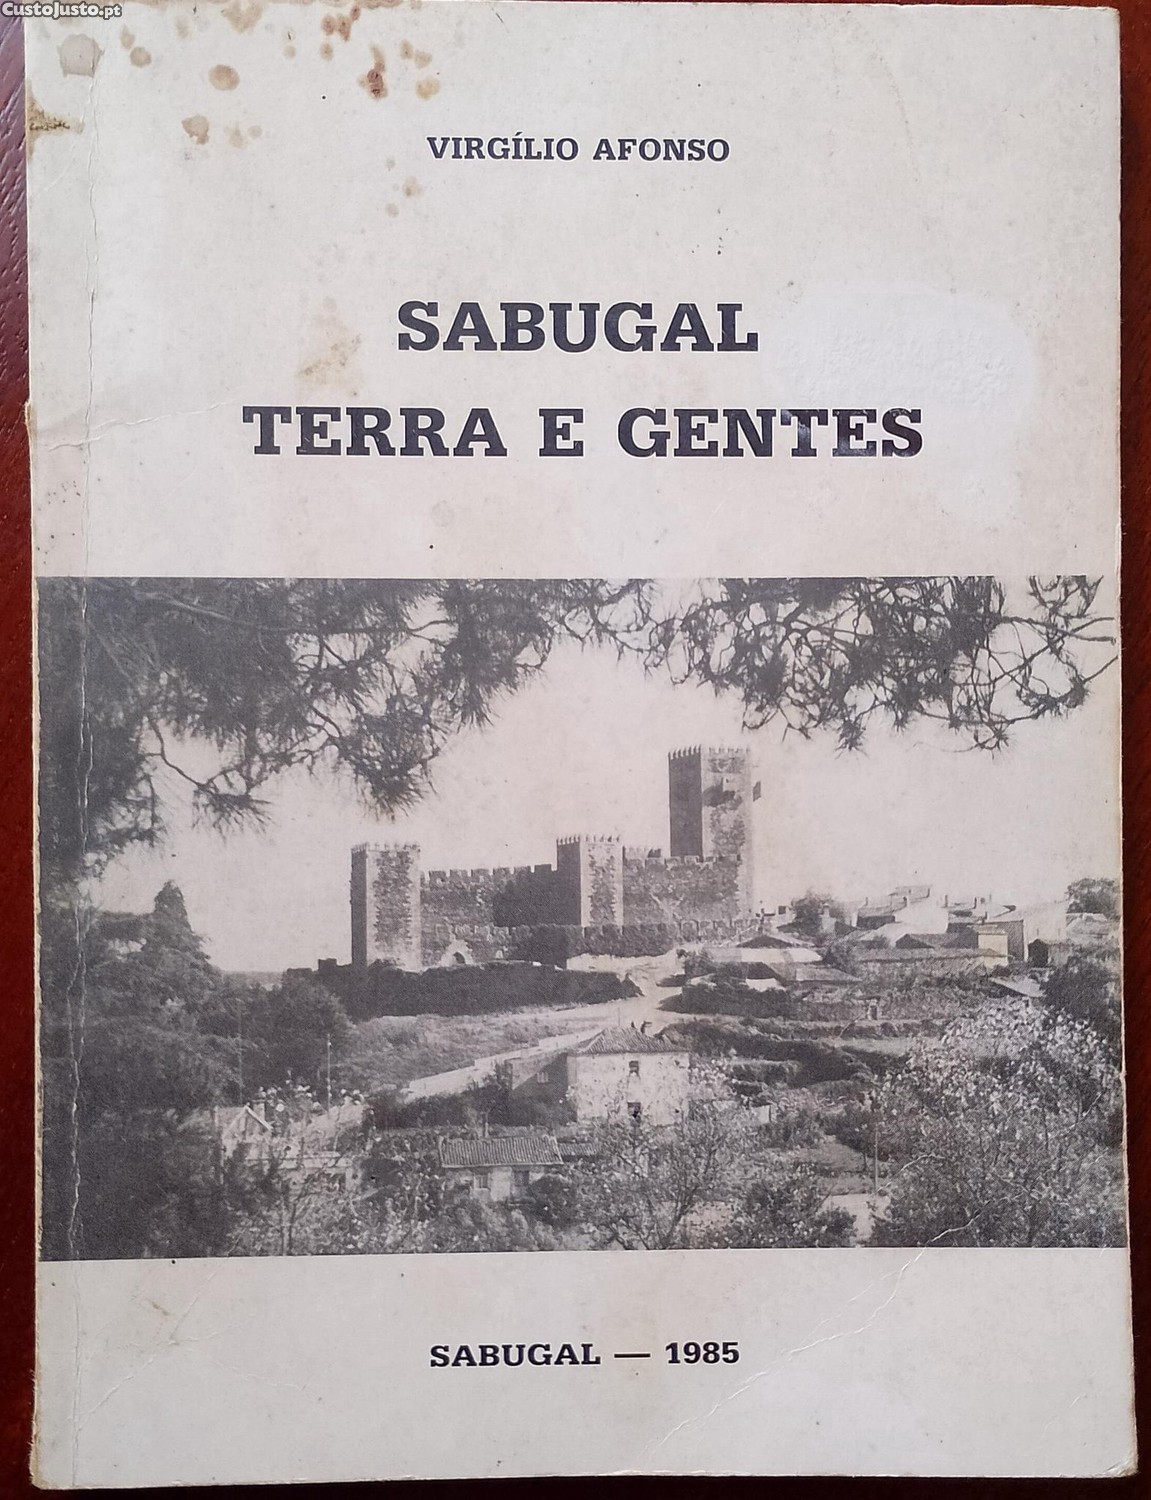 CustoJusto.pt
VIRGÍLIO AFONSO
SABUGAL
TERRA E GENTES
SABUGAL — 1985